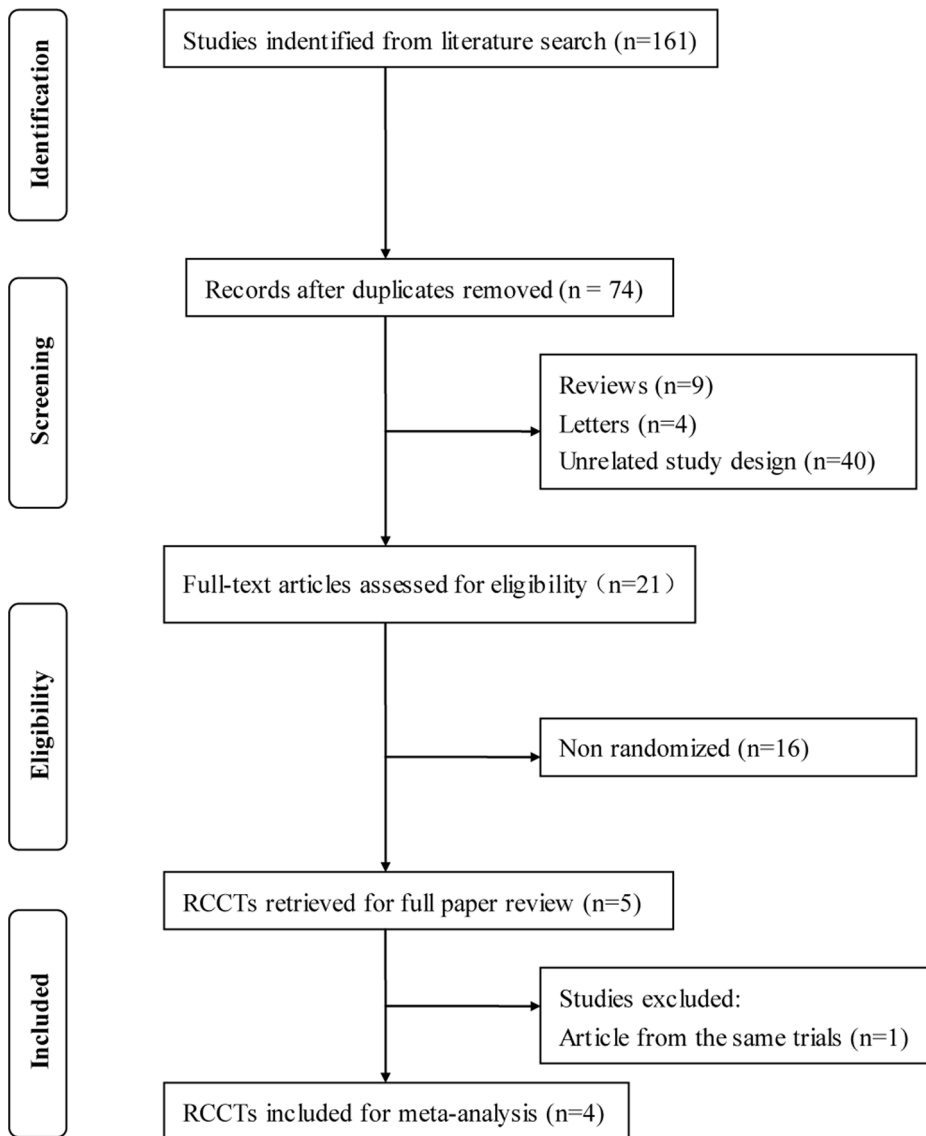 Identification
Studies indentified from literature search (n=161)
Records after duplicates removed (n = 74)
Screening
Reviews (n=9)
Letters (n=4)
Unrelated study design (n=40)
Full-text articles assessed for eligibility（n=21）
Eligibility
Non randomized (n=16)
RCCTs retrieved for full paper review (n=5)
Included
Studies excluded:
Article from the same trials (n=1)
RCCTs included for meta-analysis (n=4)